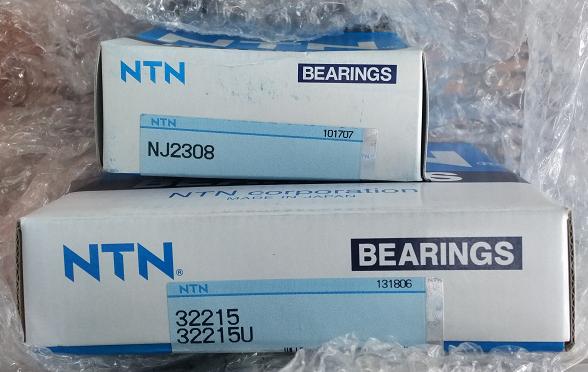 NTN BEARINGS
NTN 101707
NJ2308
NTN corporation
MADE IN JAPAN
NTN® BEARINGS
NTN 131806
32215
32215U